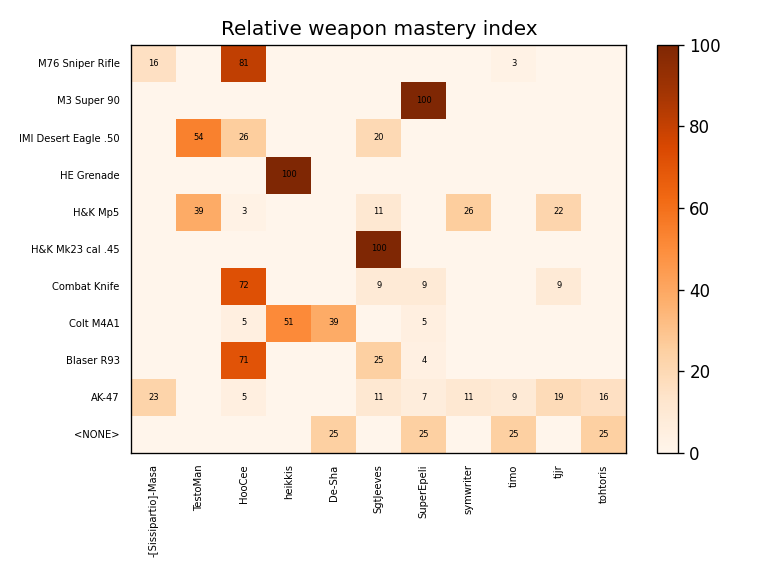 Relative weapon mastery index
M76 Sniper Rifle 16 81 3
M3 Super 90 100
IMI Desert Eagle .50 54 26 20
HE Grenade 100
H&K Mp5 39 3 11 26 22
H&K Mk23 cal .45 100
Combat Knife 72 9 9 9
Colt M4A1 5 51 39 5
Blaser R93 71 25 4
AK-47 23 5 11 7 11 9 19 16
<NONE> 25 25 25 25
-[Sissipartio]-Masa TestoMan HooCee heikkis De-Sha SgtJeeves SuperEpeli symwriter timo tjjr tohtoris
100
80
60
40
20
0